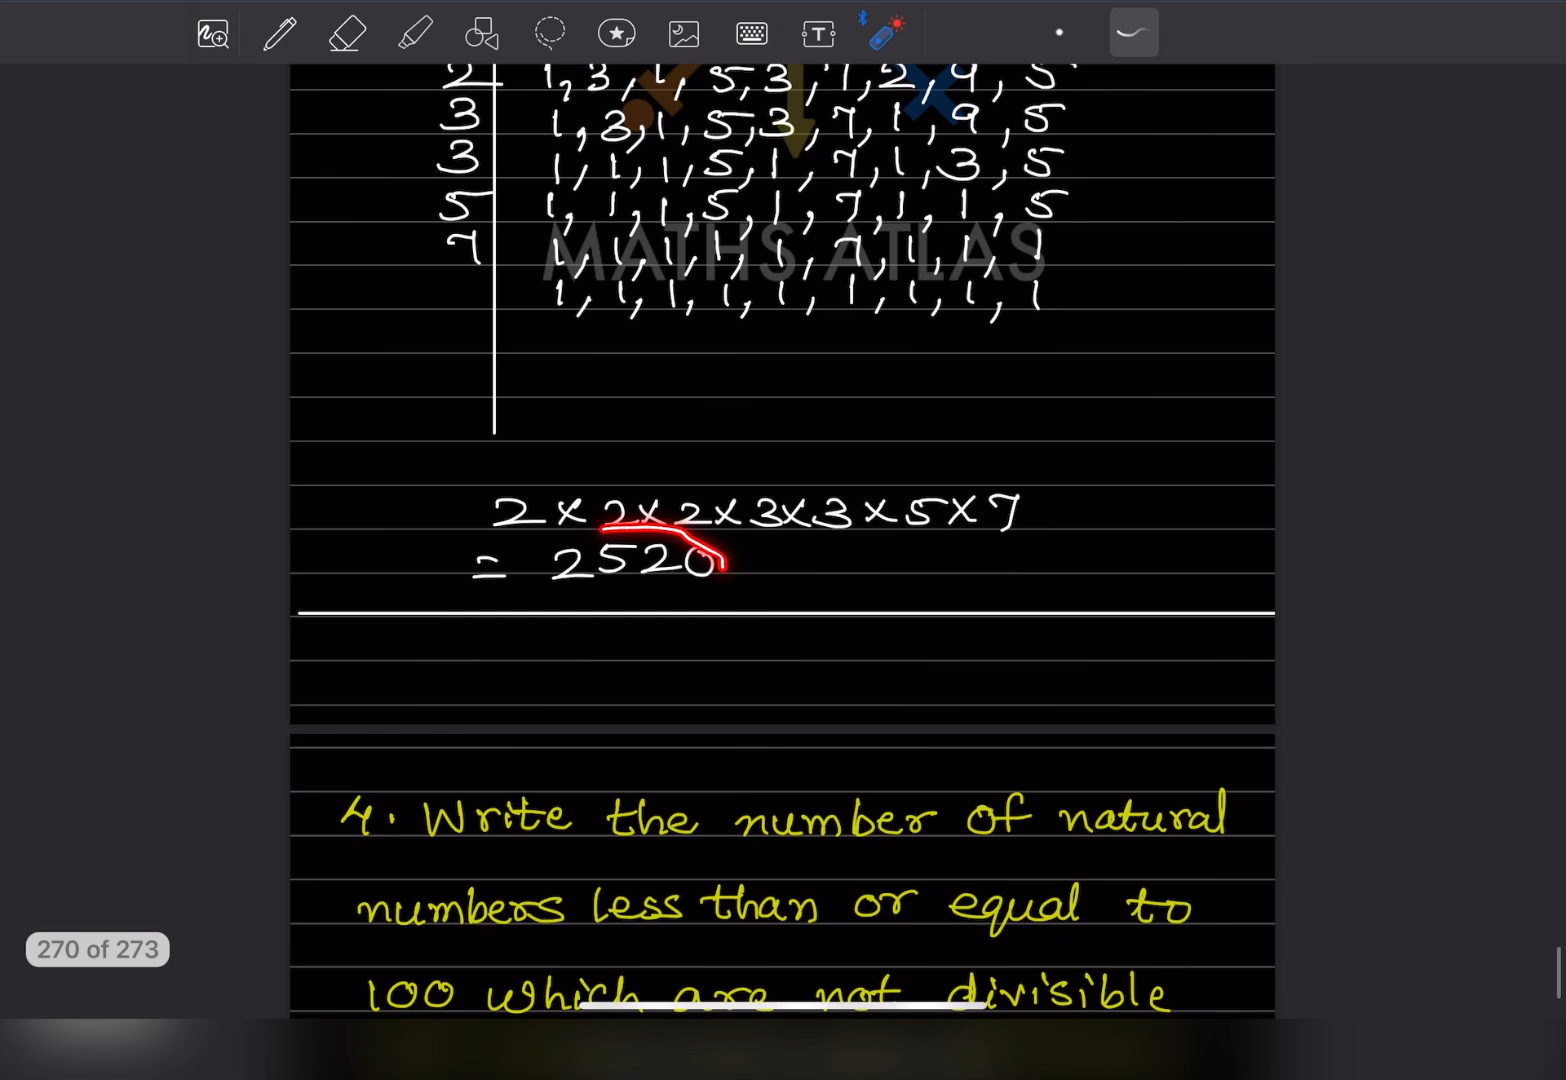 2 1, 3, 1, 5, 3, 7, 2, 9, 5
3 1, 3, 1, 5, 3, 7, 1, 9, 5
3 1, 1, 1, 5, 1, 7, 1, 3, 5
5 1, 1, 1, 5, 1, 7, 1, 1, 5
7 1, 1, 1, 1, 1, 7, 1, 1, 1
1, 1, 1, 1, 1, 1, 1, 1, 1
MATHS ATLAS
2 × 2 × 2 × 3 × 3 × 5 × 7
= 2520
4. Write the number of natural
numbers less than or equal to
100 which are not divisible
270 of 273